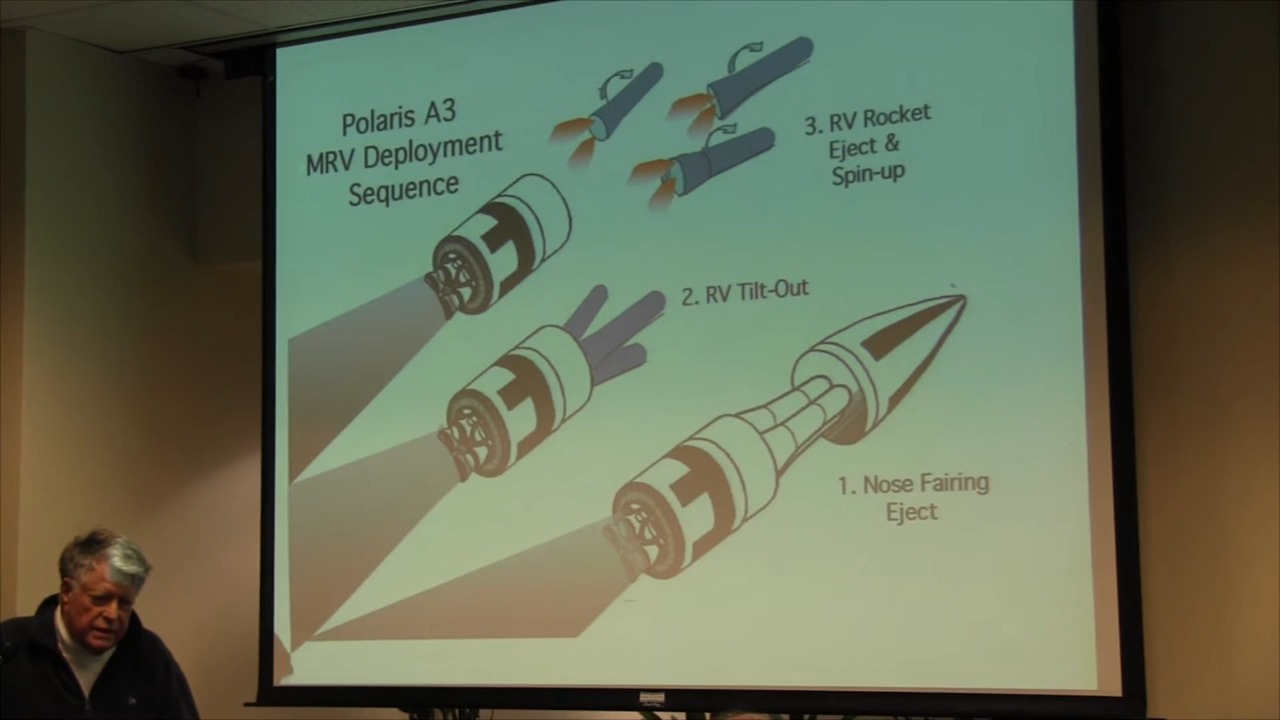 Polaris A3
MRV Deployment
Sequence
3. RV Rocket
Eject &
Spin-up
2. RV Tilt-Out
1. Nose Fairing
Eject